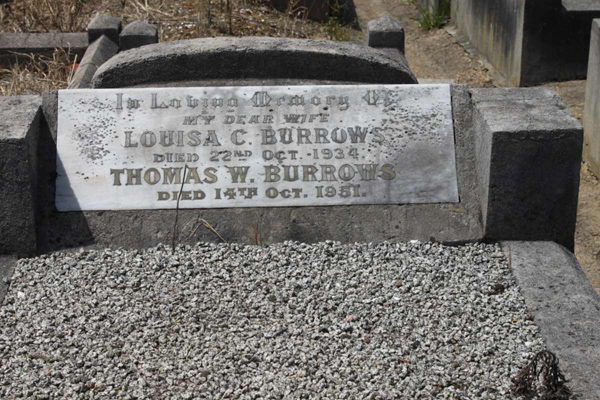 In Loving Memory Of
MY DEAR WIFE
LOUISA C. BURROWS
DIED 22ND OCT. 1934.
THOMAS W. BURROWS
DIED 14TH OCT. 1951.